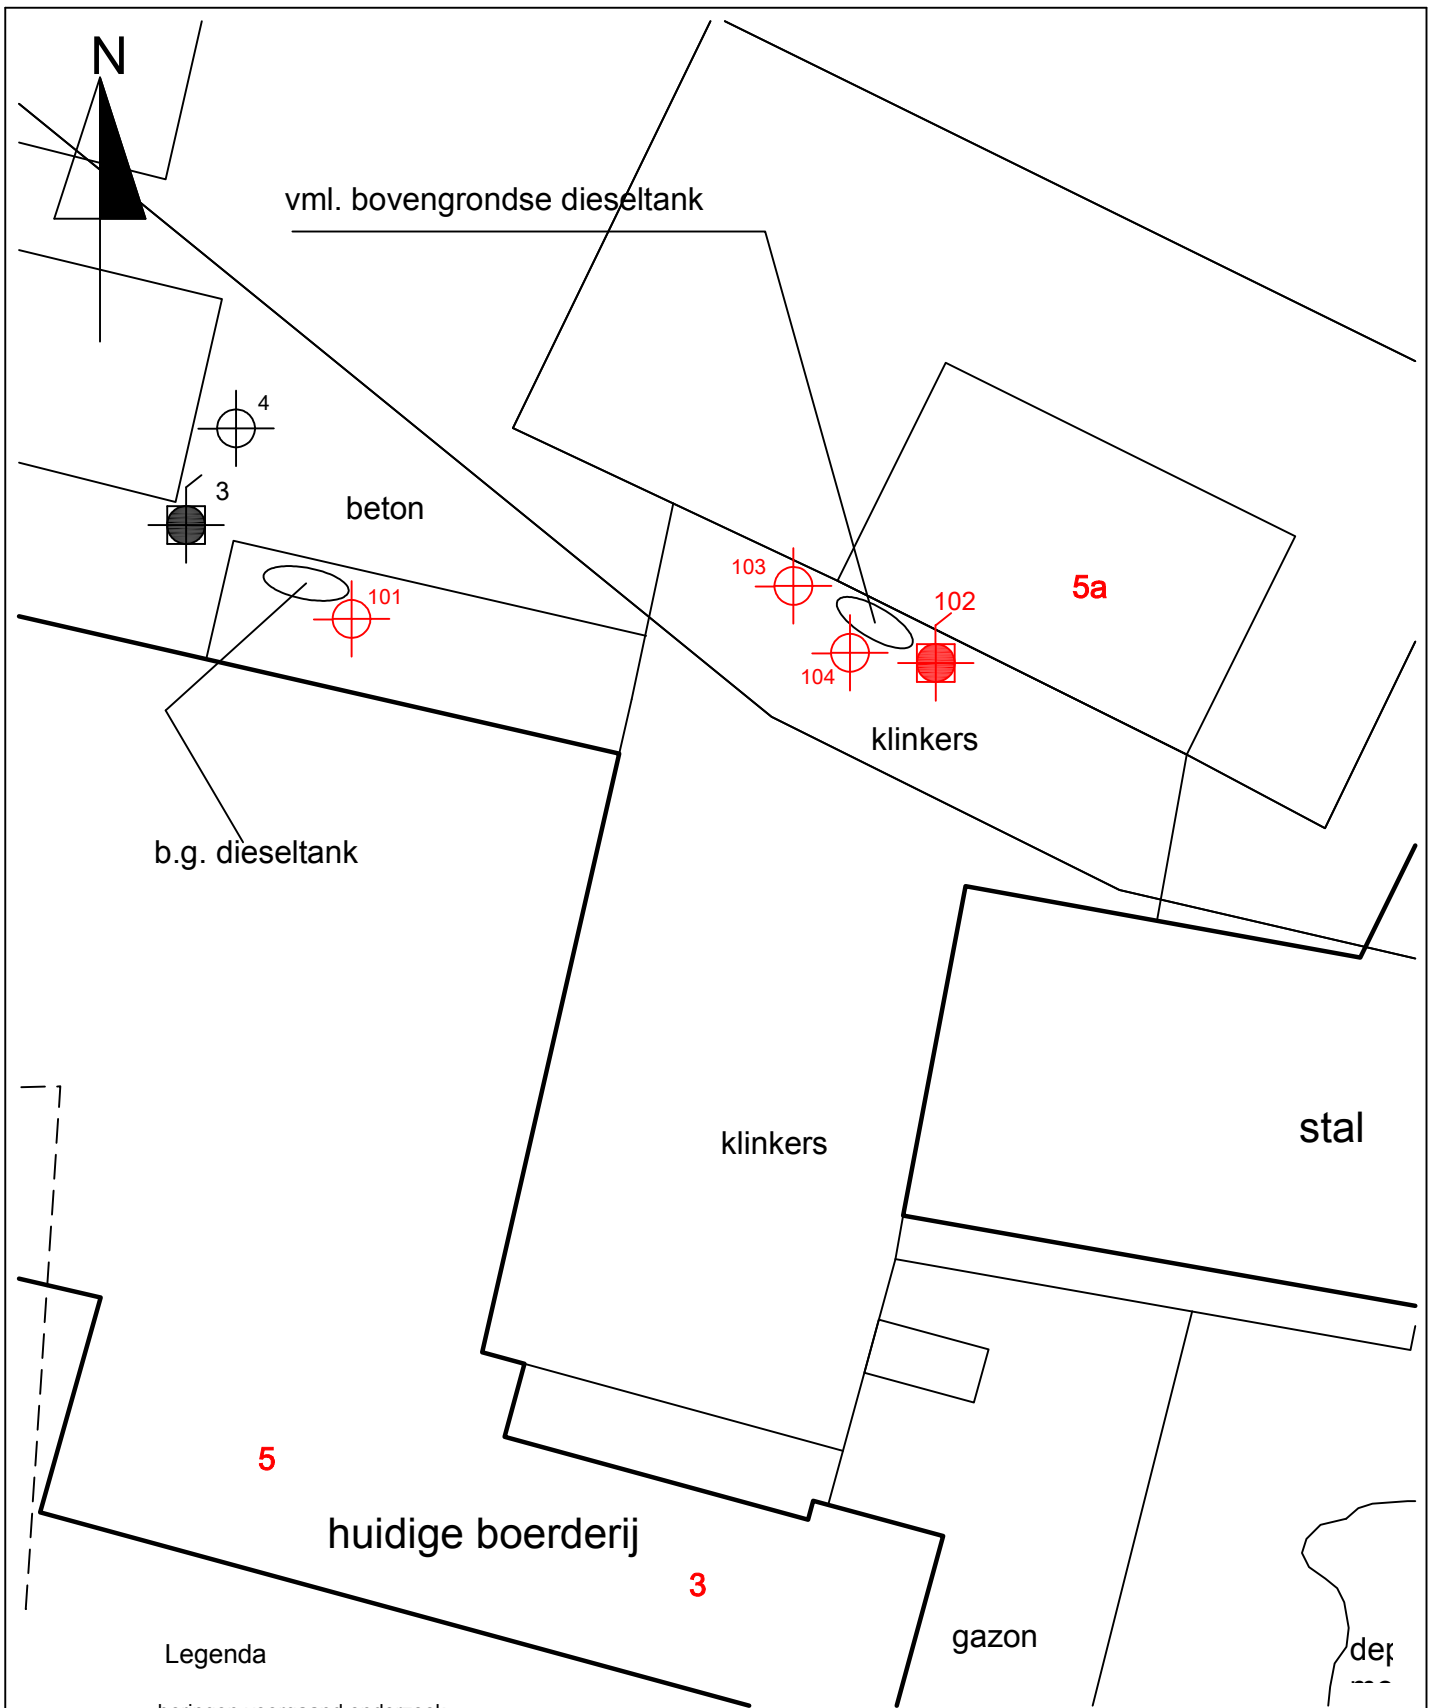 N
vml. bovengrondse dieseltank
4
3
beton
103
5a
101
102
104
klinkers
b.g. dieseltank
stal
klinkers
5
huidige boerderij
3
gazon
Legenda